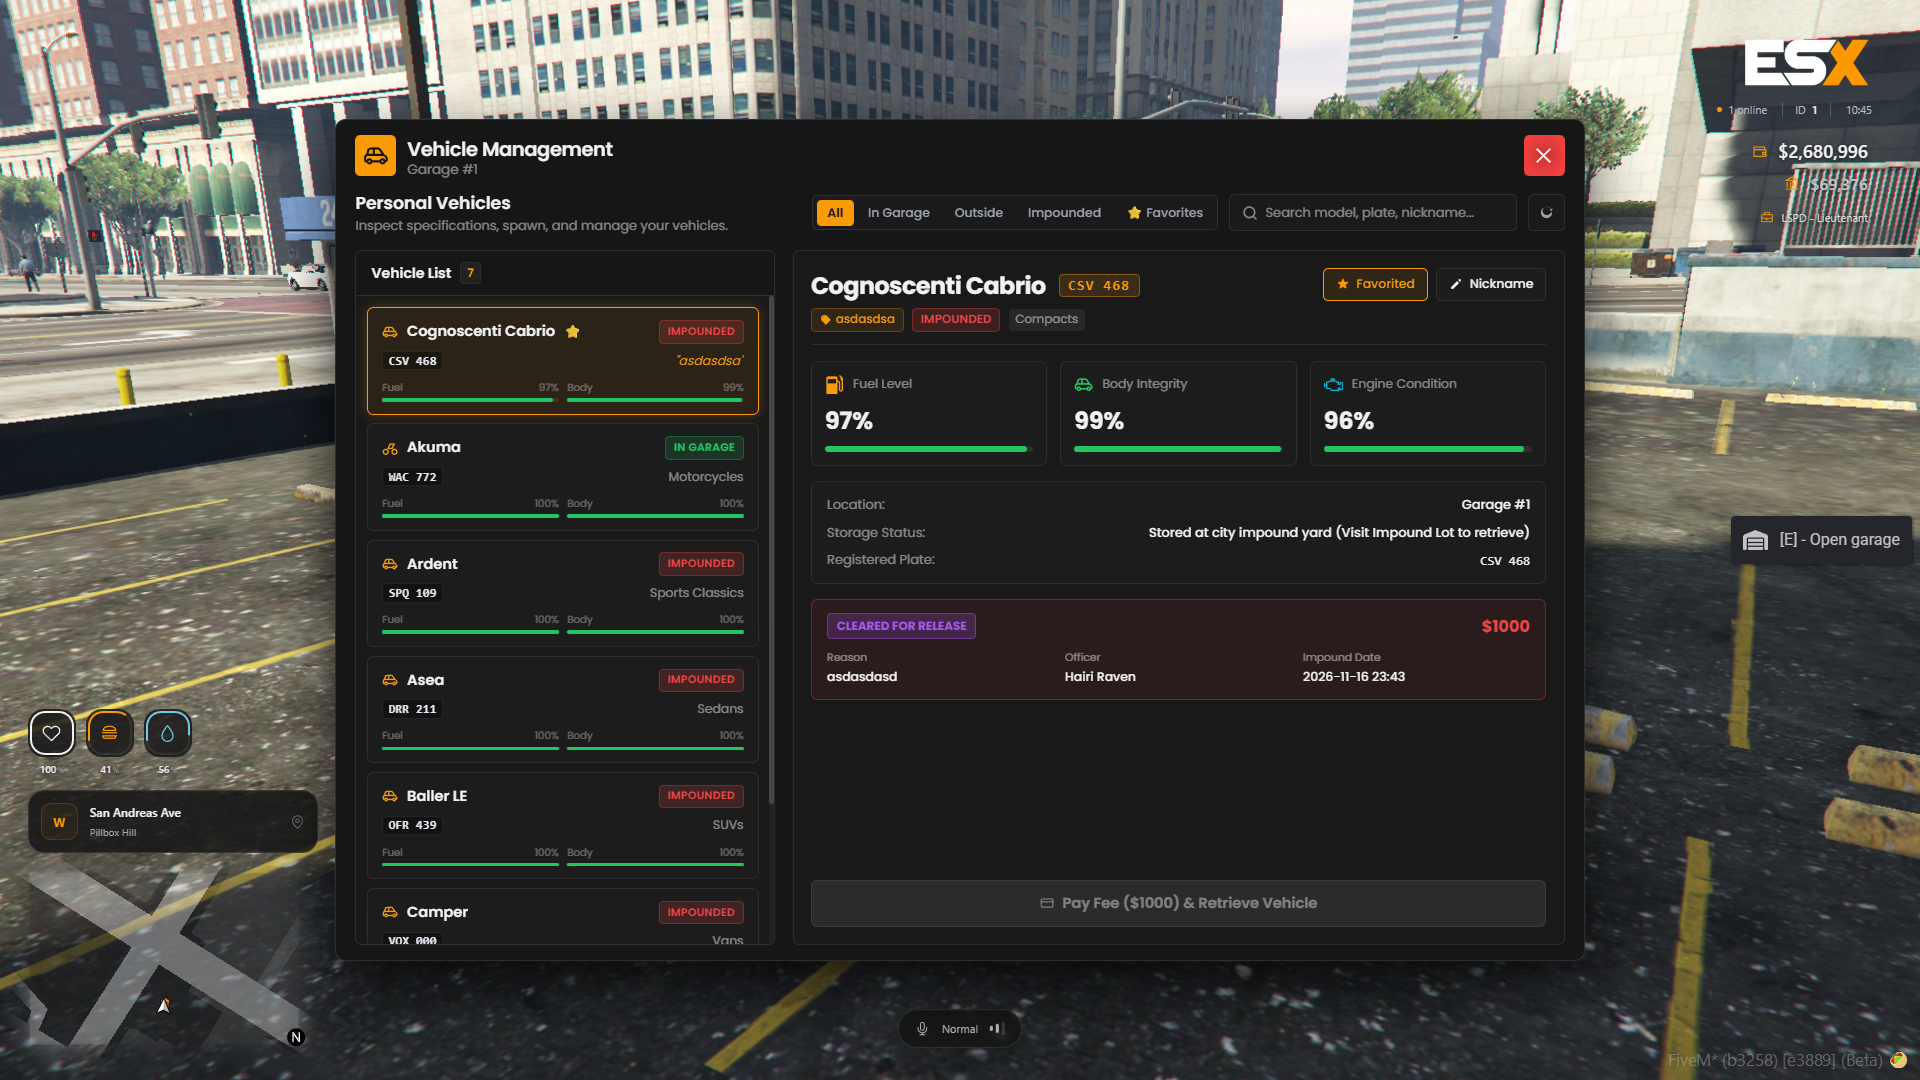 ESX
1 online
ID 1
10:45
$2,680,996
$69,376
LSPD - Lieutenant
Vehicle Management
Garage #1
Personal Vehicles
Inspect specifications, spawn, and manage your vehicles.
All
In Garage
Outside
Impounded
Favorites
Search model, plate, nickname...
Vehicle List 7
Cognoscenti Cabrio
IMPOUNDED
CSV 468
"asdasdsa"
Fuel 97% Body 99%
Akuma
IN GARAGE
WAC 772
Motorcycles
Fuel 100% Body 100%
Ardent
IMPOUNDED
SPQ 109
Sports Classics
Fuel 100% Body 100%
Asea
IMPOUNDED
DRR 211
Sedans
Fuel 100% Body 100%
Baller LE
IMPOUNDED
OFR 439
SUVs
Fuel 100% Body 100%
Camper
IMPOUNDED
VOX 000
Vans
Cognoscenti Cabrio CSV 468
Favorited
Nickname
asdasdsa
IMPOUNDED
Compacts
Fuel Level
97%
Body Integrity
99%
Engine Condition
96%
Location: Garage #1
Storage Status: Stored at city impound yard (Visit Impound Lot to retrieve)
Registered Plate: CSV 468
CLEARED FOR RELEASE
$1000
Reason
asdasdasd
Officer
Hairi Raven
Impound Date
2026-11-16 23:43
Pay Fee ($1000) & Retrieve Vehicle
[E] - Open garage
100%
41%
56%
W
San Andreas Ave
Pillbox Hill
N
Normal
FiveM* (b3258) [e3889] (Beta)